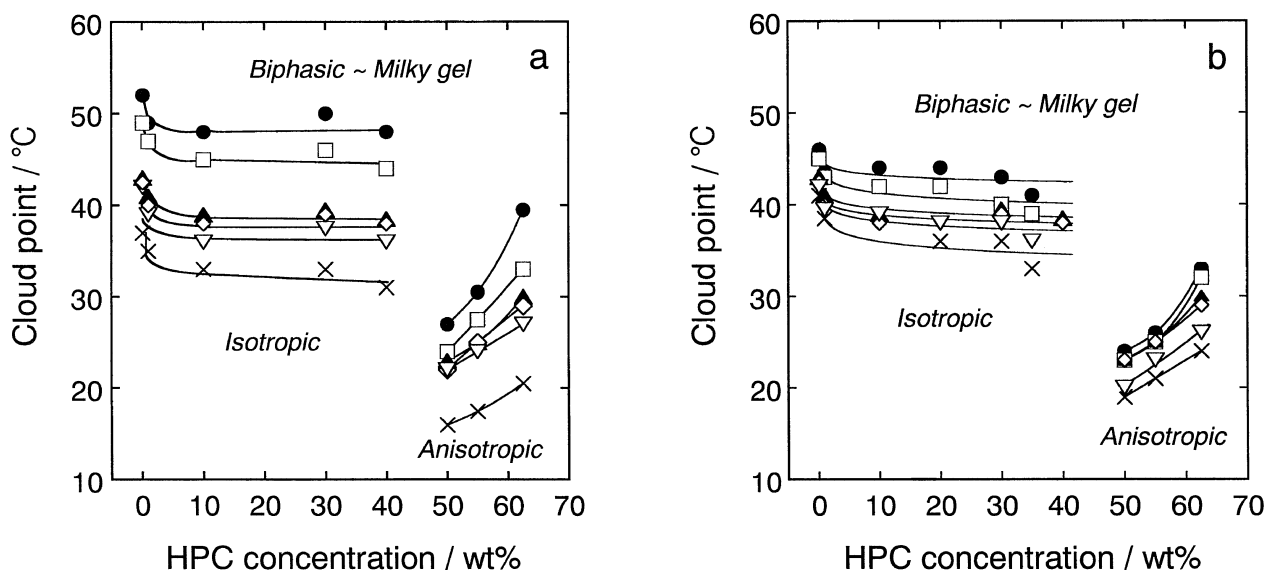 a
Biphasic ~ Milky gel
Isotropic
Anisotropic
60
50
40
30
20
10
Cloud point / °C
0 10 20 30 40 50 60 70
HPC concentration / wt%
b
Biphasic ~ Milky gel
Isotropic
Anisotropic
60
50
40
30
20
10
Cloud point / °C
0 10 20 30 40 50 60 70
HPC concentration / wt%